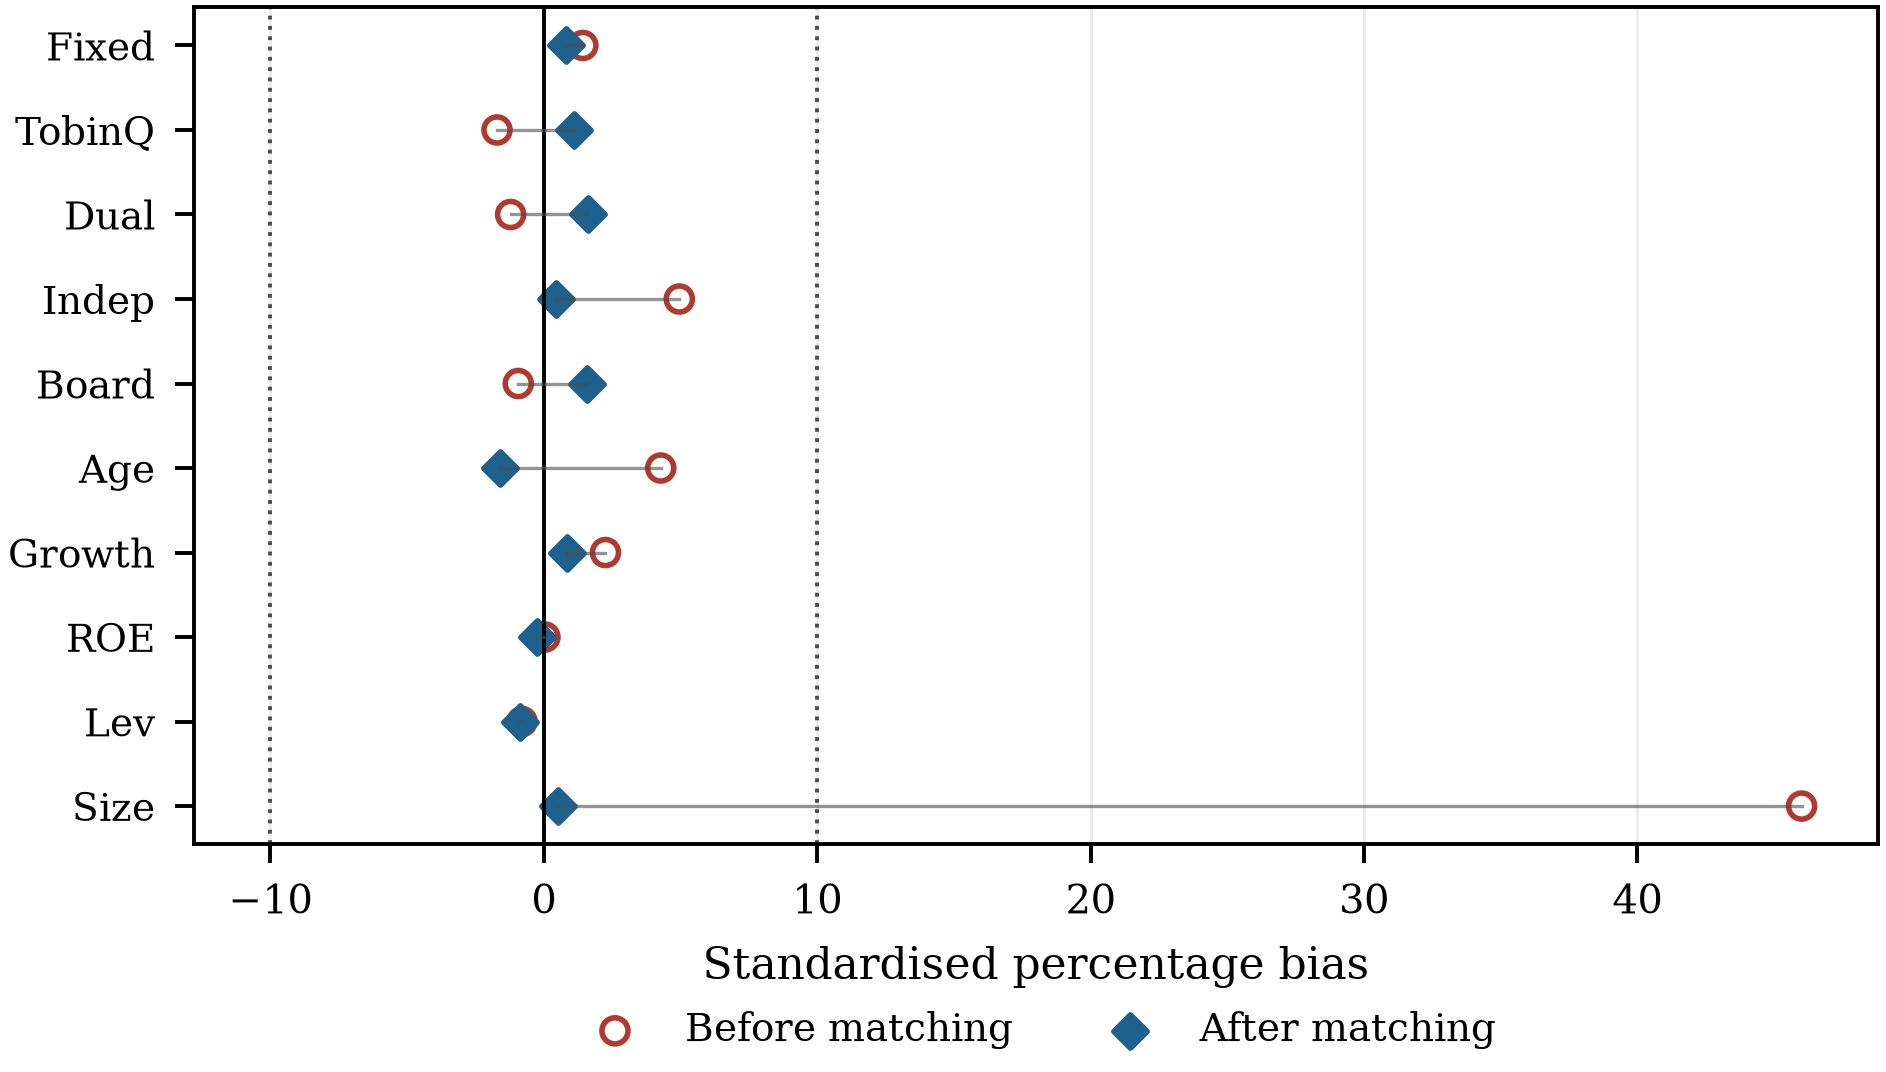 Fixed
TobinQ
Dual
Indep
Board
Age
Growth
ROE
Lev
Size
−10 0 10 20 30 40
Standardised percentage bias
Before matching After matching